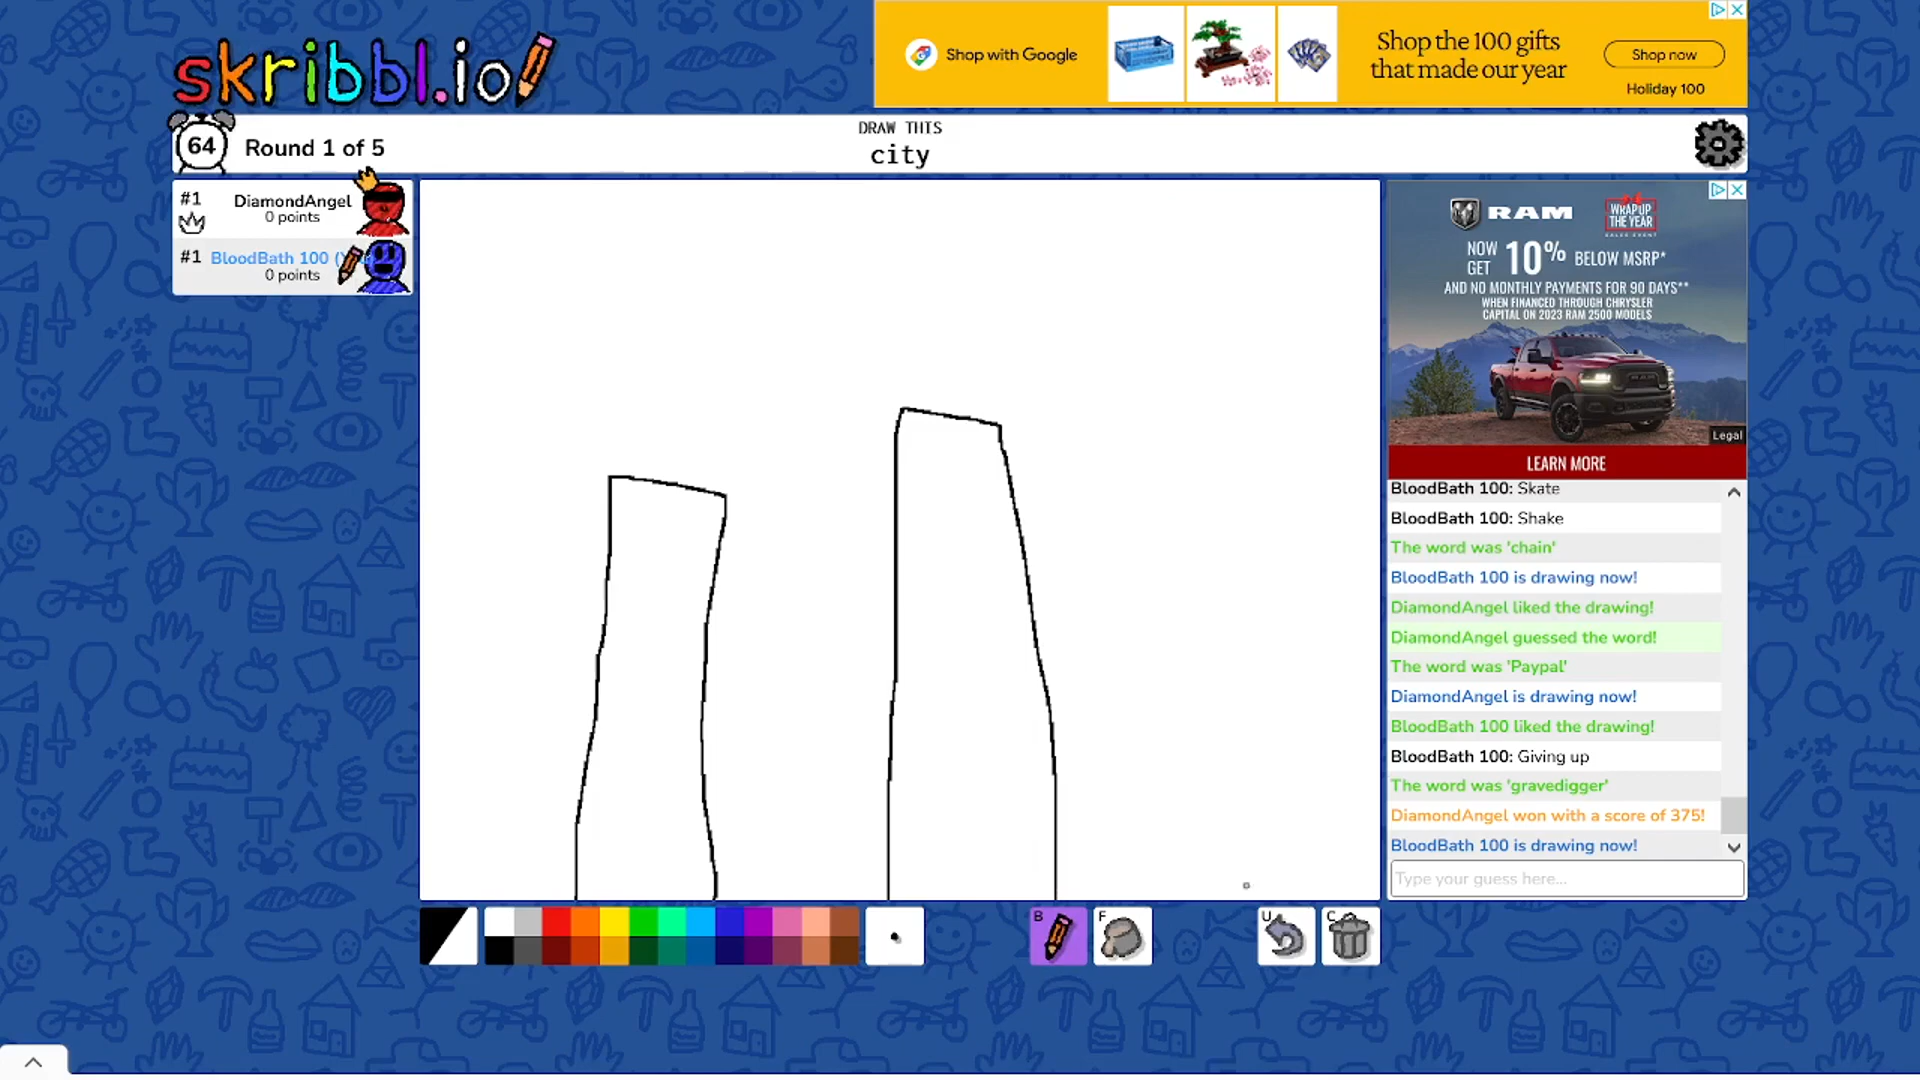 skribbl.io
Shop with Google
Shop the 100 gifts
that made our year
Shop now
Holiday 100
64
Round 1 of 5
DRAW THIS
city
#1
DiamondAngel
0 points
#1
BloodBath 100
0 points
RAM
WRAP UP
THE YEAR
SALES EVENT
NOW
GET
10%
BELOW MSRP*
AND NO MONTHLY PAYMENTS FOR 90 DAYS**
WHEN FINANCED THROUGH CHRYSLER
CAPITAL ON 2023 RAM 2500 MODELS
Legal
LEARN MORE
BloodBath 100: Skate
BloodBath 100: Shake
The word was 'chain'
BloodBath 100 is drawing now!
DiamondAngel liked the drawing!
DiamondAngel guessed the word!
The word was 'Paypal'
DiamondAngel is drawing now!
BloodBath 100 liked the drawing!
BloodBath 100: Giving up
The word was 'gravedigger'
DiamondAngel won with a score of 375!
BloodBath 100 is drawing now!
Type your guess here...
B
F
U
C